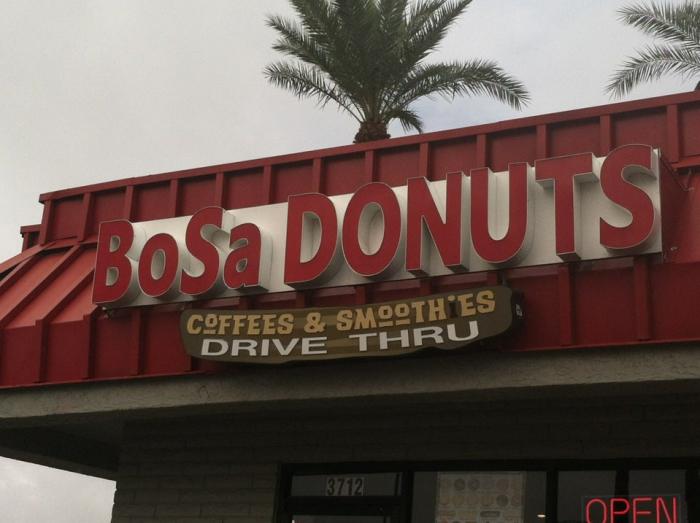 BoSa DONUTS
COFFEES & SMOOTHiES
DRIVE THRU
3712
OPEN